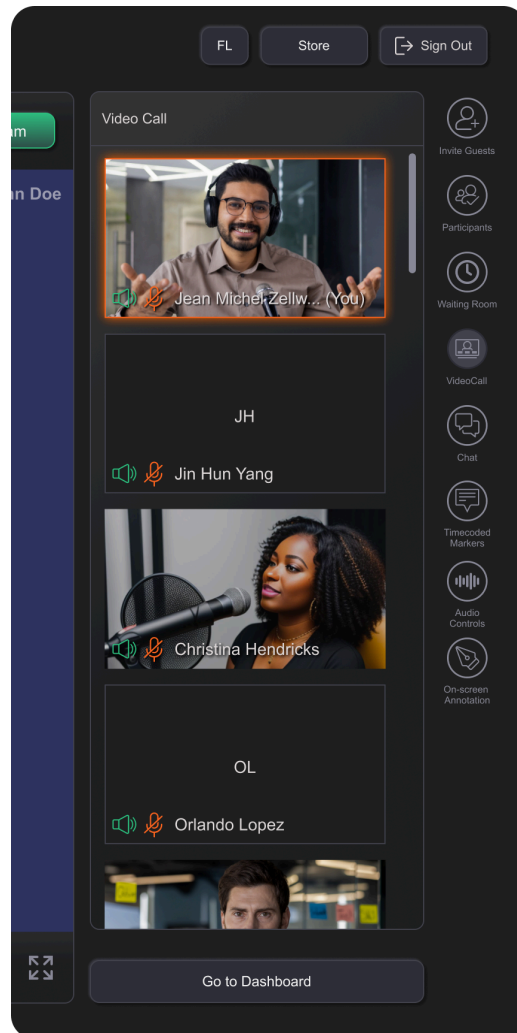 FL
Store
Sign Out
am
Video Call
nn Doe
Jean Michel Zellw... (You)
JH
Jin Hun Yang
Christina Hendricks
OL
Orlando Lopez
Go to Dashboard
Invite Guests
Participants
Waiting Room
VideoCall
Chat
Timecoded
Markers
Audio
Controls
On-screen
Annotation